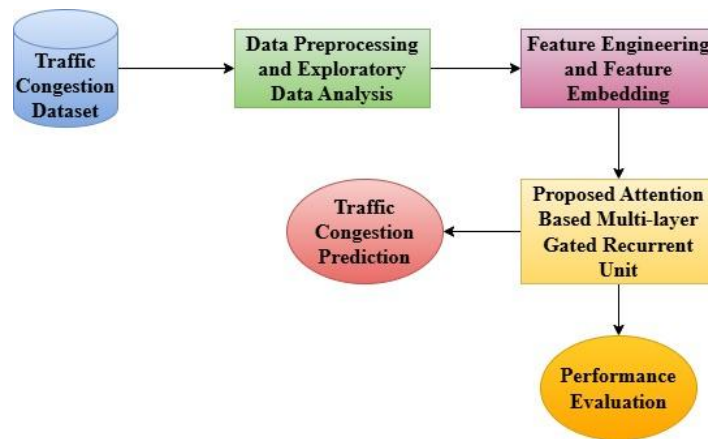 Traffic
Congestion
Dataset
Data Preprocessing
and Exploratory
Data Analysis
Feature Engineering
and Feature
Embedding
Proposed Attention
Based Multi-layer
Gated Recurrent
Unit
Traffic
Congestion
Prediction
Performance
Evaluation